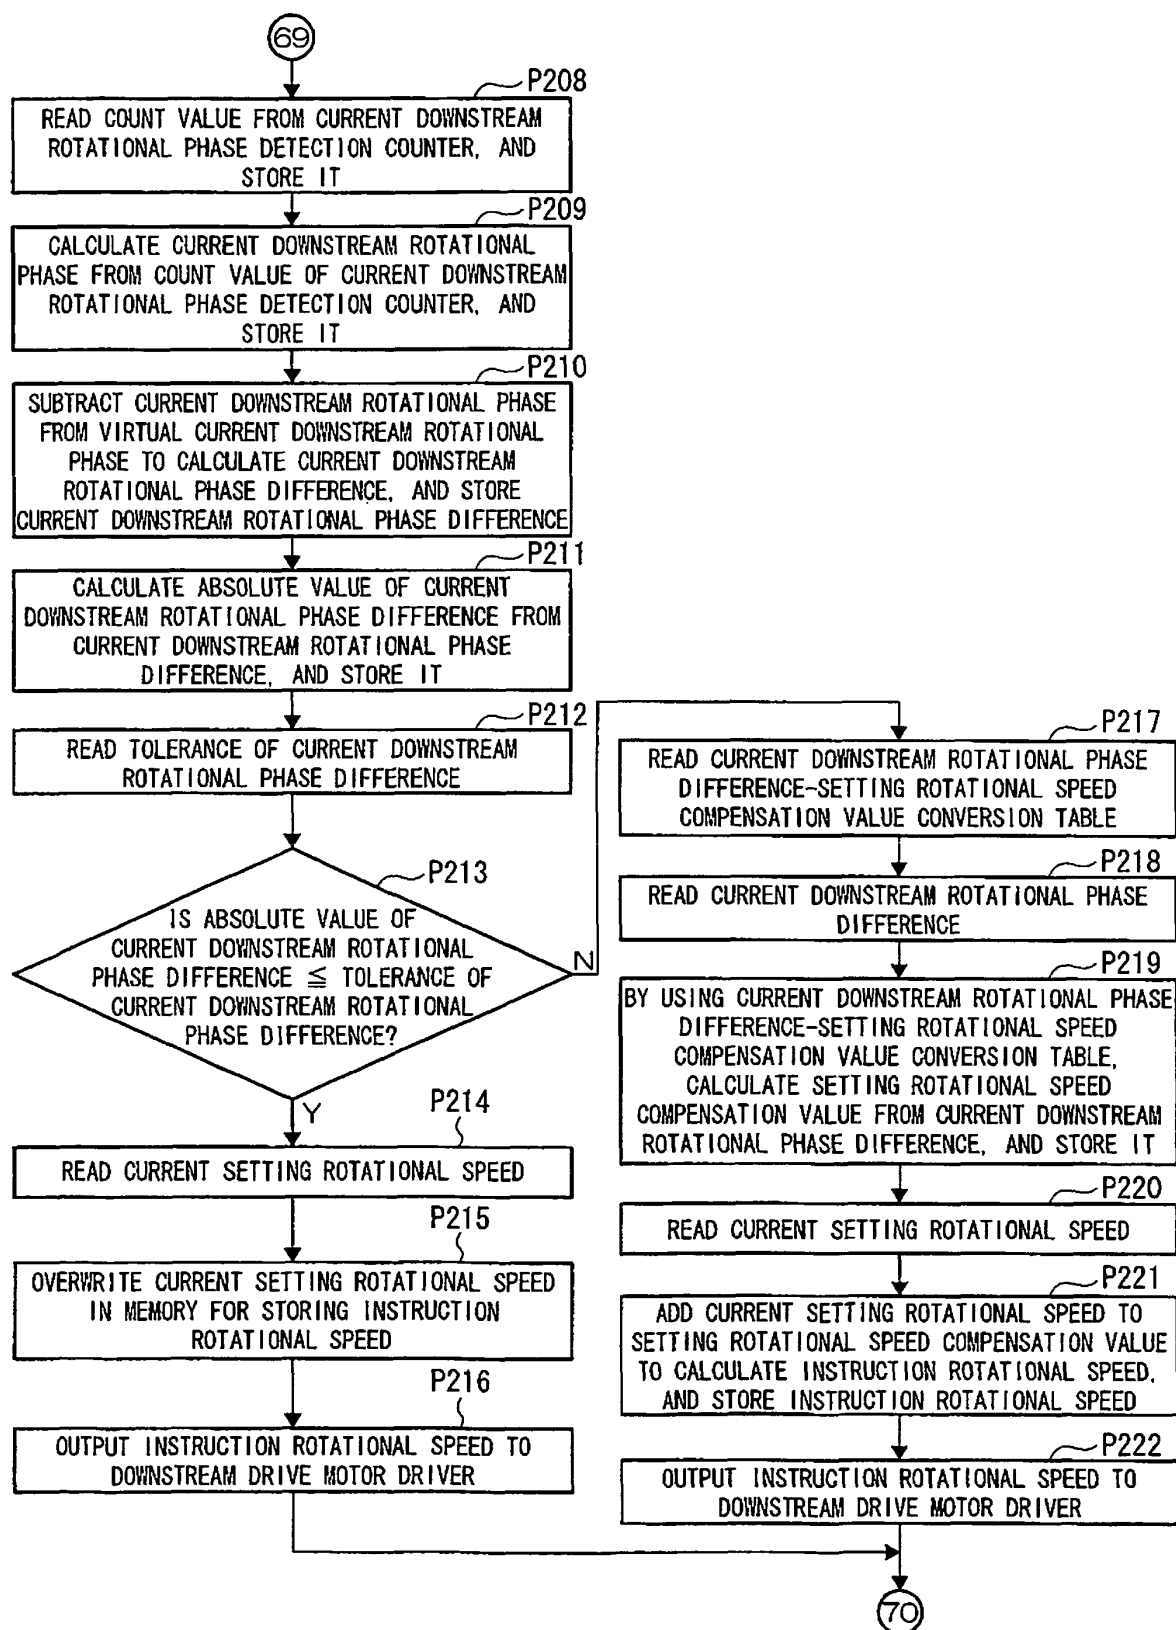 69
P208
READ COUNT VALUE FROM CURRENT DOWNSTREAM
ROTATIONAL PHASE DETECTION COUNTER, AND
STORE IT
P209
CALCULATE CURRENT DOWNSTREAM ROTATIONAL
PHASE FROM COUNT VALUE OF CURRENT DOWNSTREAM
ROTATIONAL PHASE DETECTION COUNTER, AND
STORE IT
P210
SUBTRACT CURRENT DOWNSTREAM ROTATIONAL PHASE
FROM VIRTUAL CURRENT DOWNSTREAM ROTATIONAL
PHASE TO CALCULATE CURRENT DOWNSTREAM
ROTATIONAL PHASE DIFFERENCE, AND STORE
CURRENT DOWNSTREAM ROTATIONAL PHASE DIFFERENCE
P211
CALCULATE ABSOLUTE VALUE OF CURRENT
DOWNSTREAM ROTATIONAL PHASE DIFFERENCE FROM
CURRENT DOWNSTREAM ROTATIONAL PHASE
DIFFERENCE, AND STORE IT
P212
READ TOLERANCE OF CURRENT DOWNSTREAM
ROTATIONAL PHASE DIFFERENCE
P213
IS ABSOLUTE VALUE OF
CURRENT DOWNSTREAM ROTATIONAL
PHASE DIFFERENCE ≦ TOLERANCE OF
CURRENT DOWNSTREAM ROTATIONAL
PHASE DIFFERENCE?
N
Y
P214
READ CURRENT SETTING ROTATIONAL SPEED
P215
OVERWRITE CURRENT SETTING ROTATIONAL SPEED
IN MEMORY FOR STORING INSTRUCTION
ROTATIONAL SPEED
P216
OUTPUT INSTRUCTION ROTATIONAL SPEED TO
DOWNSTREAM DRIVE MOTOR DRIVER
P217
READ CURRENT DOWNSTREAM ROTATIONAL PHASE
DIFFERENCE-SETTING ROTATIONAL SPEED
COMPENSATION VALUE CONVERSION TABLE
P218
READ CURRENT DOWNSTREAM ROTATIONAL PHASE
DIFFERENCE
P219
BY USING CURRENT DOWNSTREAM ROTATIONAL PHASE
DIFFERENCE-SETTING ROTATIONAL SPEED
COMPENSATION VALUE CONVERSION TABLE,
CALCULATE SETTING ROTATIONAL SPEED
COMPENSATION VALUE FROM CURRENT DOWNSTREAM
ROTATIONAL PHASE DIFFERENCE, AND STORE IT
P220
READ CURRENT SETTING ROTATIONAL SPEED
P221
ADD CURRENT SETTING ROTATIONAL SPEED TO
SETTING ROTATIONAL SPEED COMPENSATION VALUE
TO CALCULATE INSTRUCTION ROTATIONAL SPEED,
AND STORE INSTRUCTION ROTATIONAL SPEED
P222
OUTPUT INSTRUCTION ROTATIONAL SPEED TO
DOWNSTREAM DRIVE MOTOR DRIVER
70